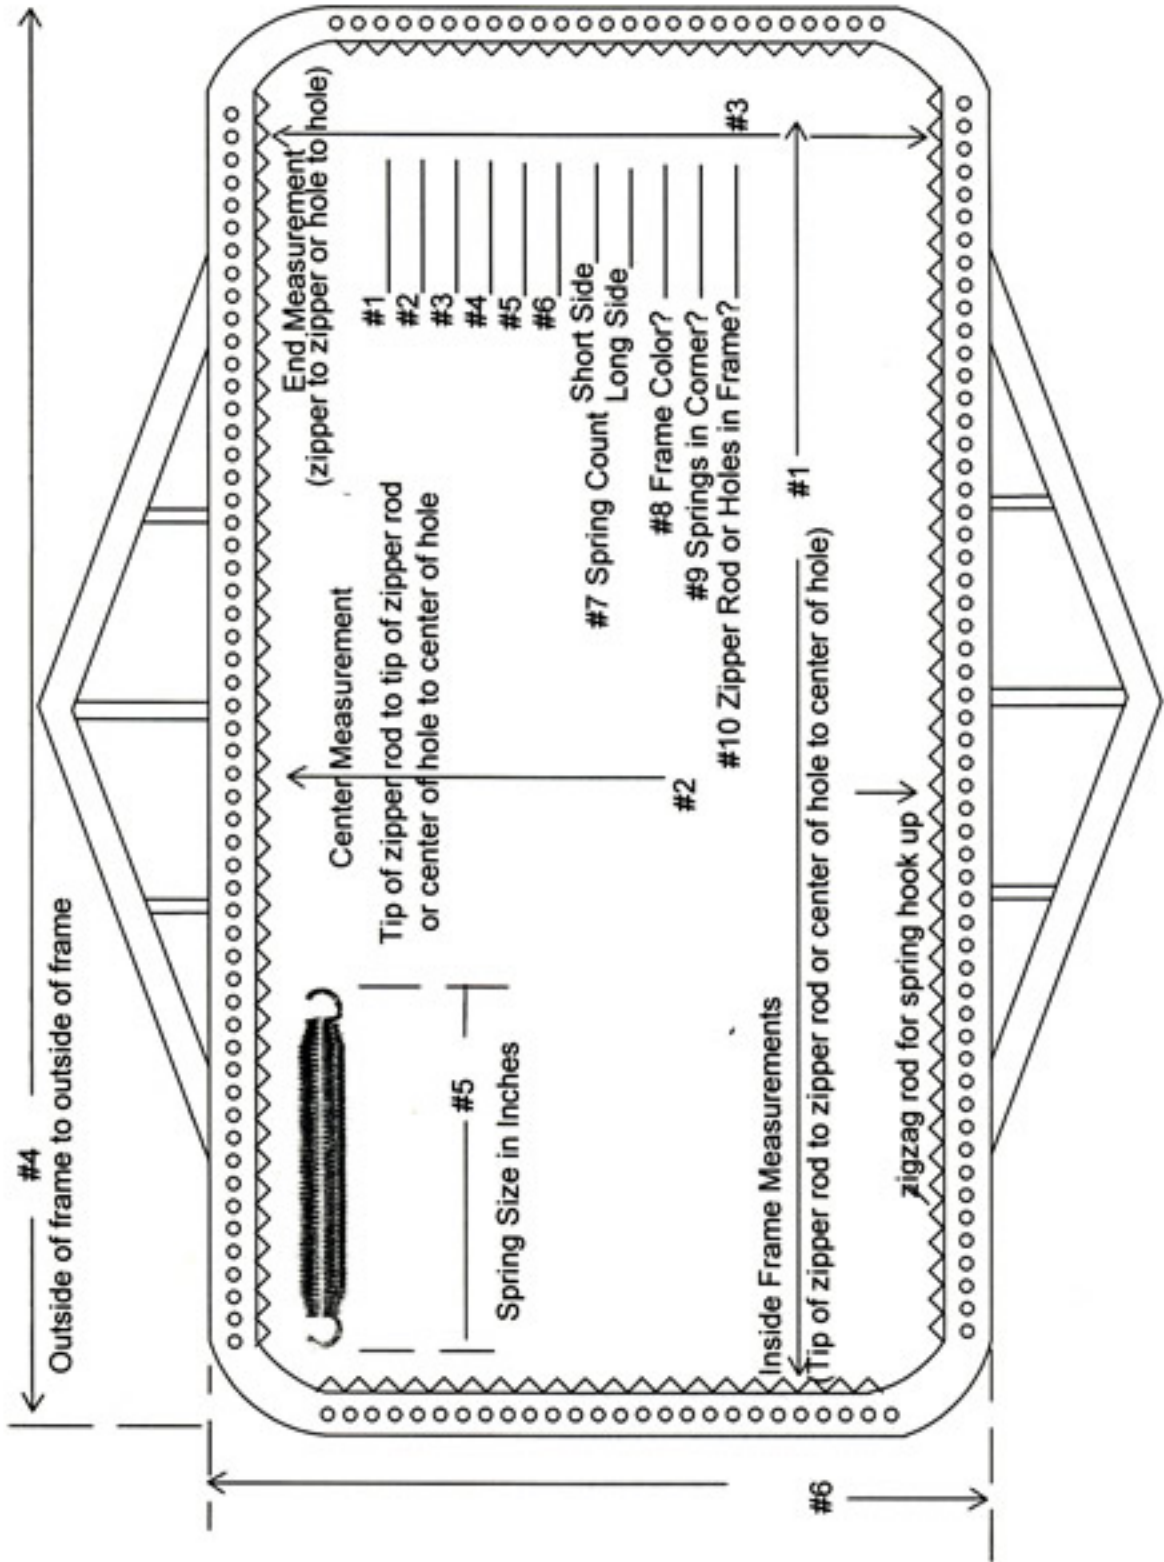 #4
Outside of frame to outside of frame
End Measurement
(zipper to zipper or hole to hole)
Center Measurement
Tip of zipper rod to tip of zipper rod
or center of hole to center of hole
#5
Spring Size in Inches
#1
#2
#3
#4
#5
#6
#7 Spring Count Short Side
Long Side
#8 Frame Color?
#9 Springs in Corner?
#10 Zipper Rod or Holes in Frame?
#2
#3
Inside Frame Measurements
#1
(Tip of zipper rod to zipper rod or center of hole to center of hole)
zigzag rod for spring hook up
#6